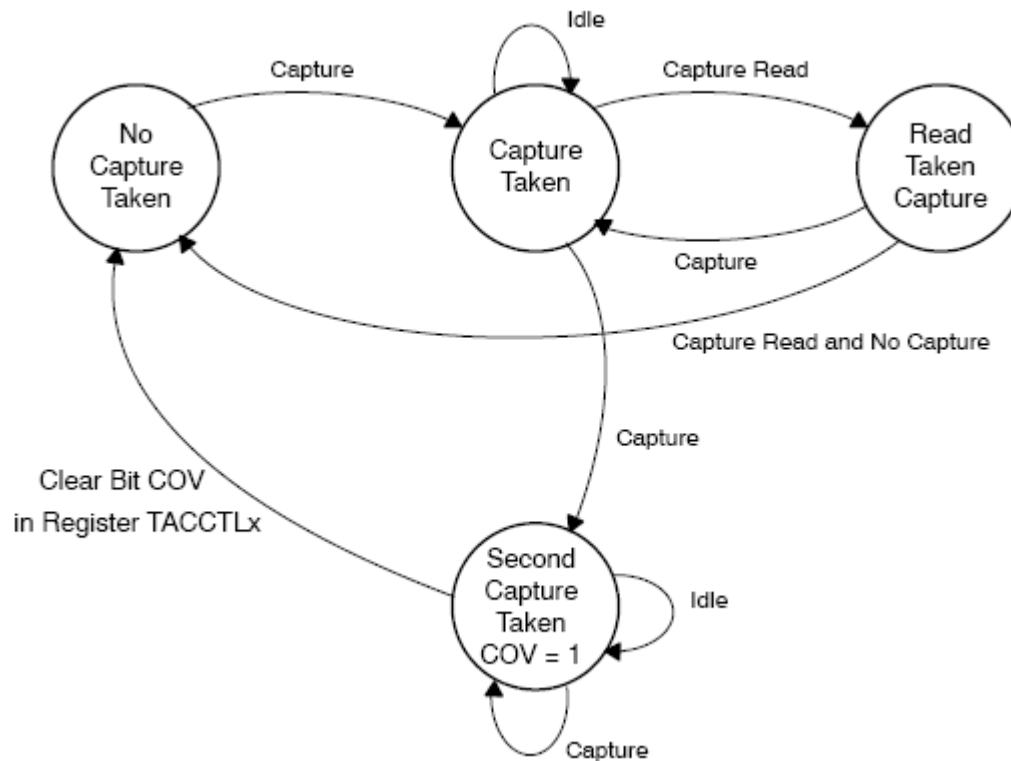 Idle
Capture
Capture Read
No
Capture
Taken
Capture
Taken
Read
Taken
Capture
Capture
Capture Read and No Capture
Capture
Clear Bit COV
in Register TACCTLx
Second
Capture
Taken
COV = 1
Idle
Capture